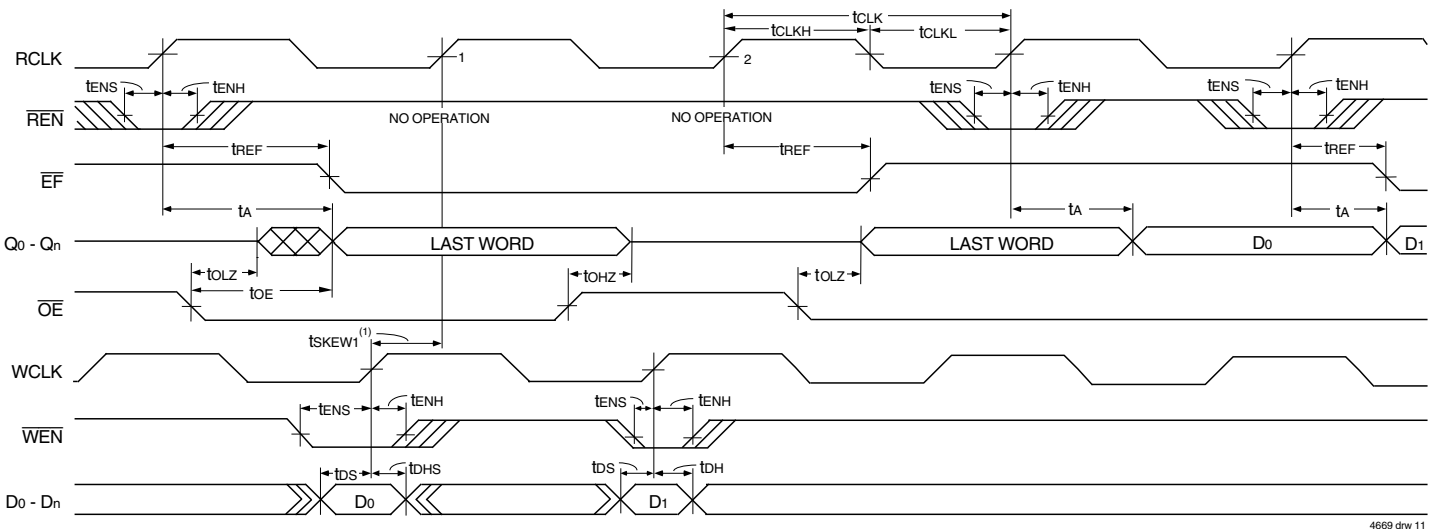 tCLK
tCLKH tCLKL
RCLK 1 2
tENS tENH tENS tENH tENS tENH
REN NO OPERATION NO OPERATION
tREF tREF tREF
EF
tA tA tA
Q0 - Qn LAST WORD LAST WORD D0 D1
tOLZ tOHZ tOLZ
tOE
OE
tSKEW1(1)
WCLK
tENS tENH tENS tENH
WEN
tDS tDHS tDS tDH
D0 - Dn D0 D1
4669 drw 11